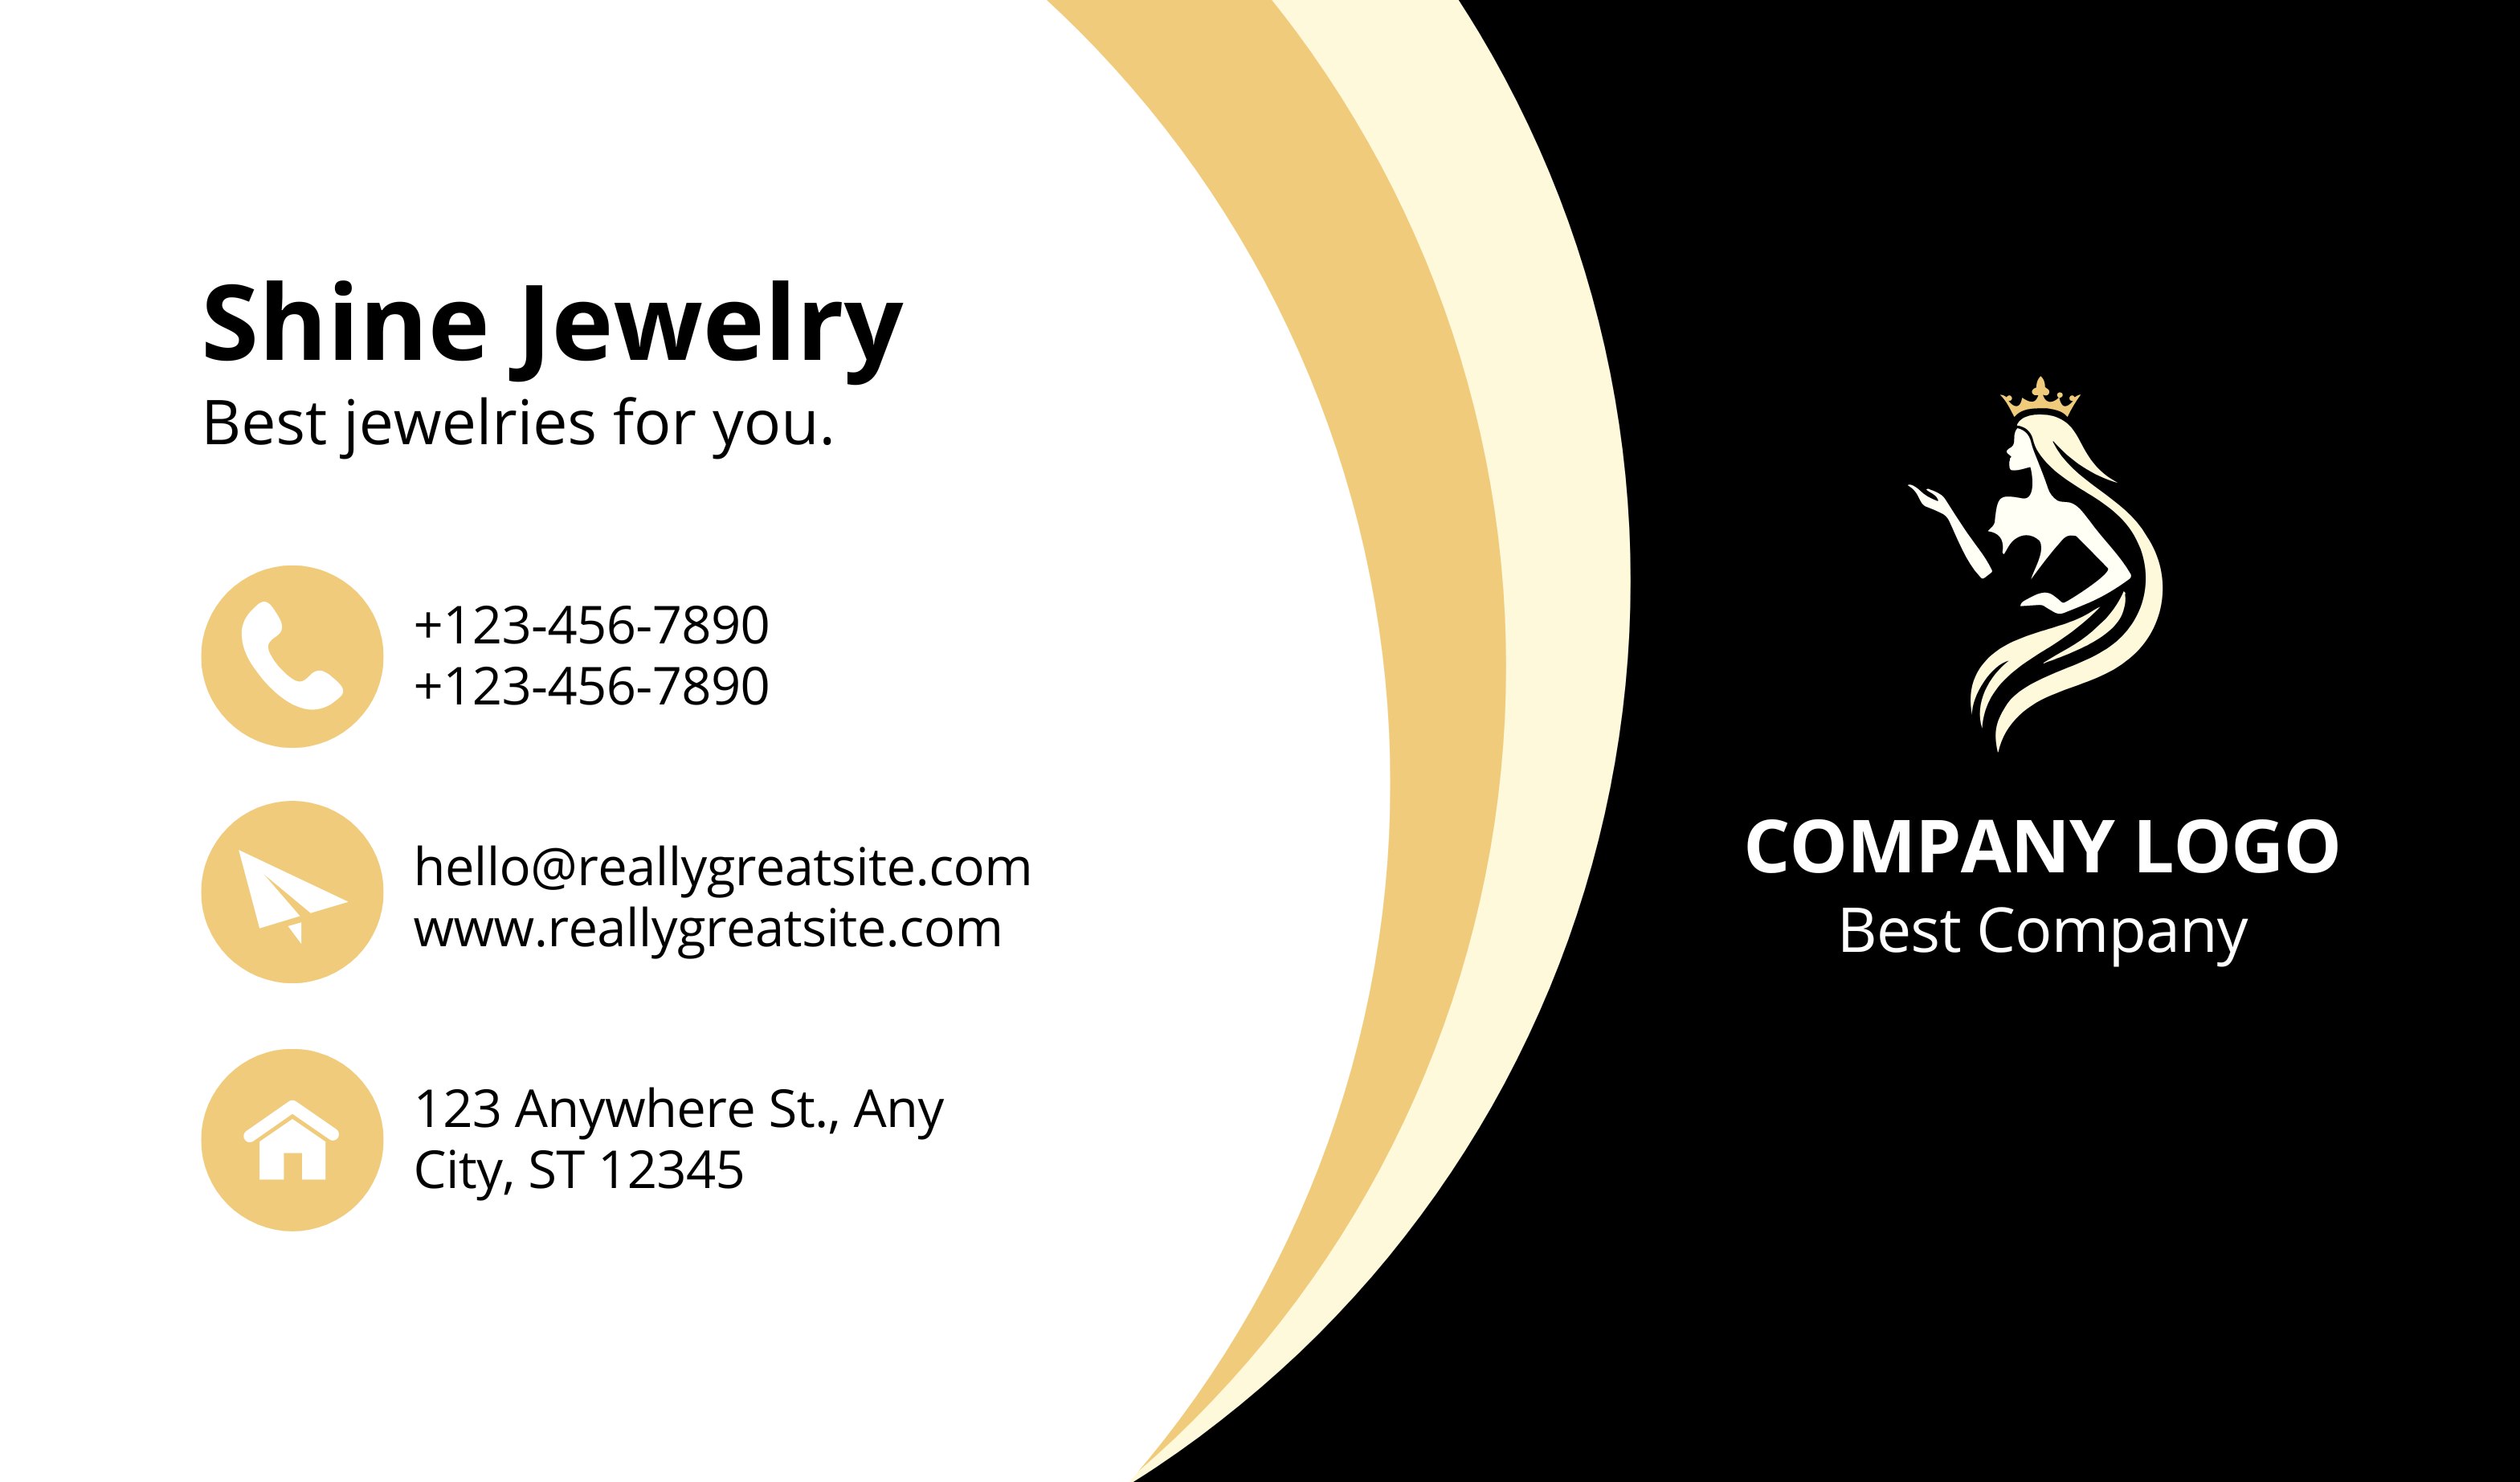 Shine Jewelry
Best jewelries for you.
+123-456-7890
+123-456-7890
hello@reallygreatsite.com
www.reallygreatsite.com
123 Anywhere St., Any
City, ST 12345
COMPANY LOGO
Best Company